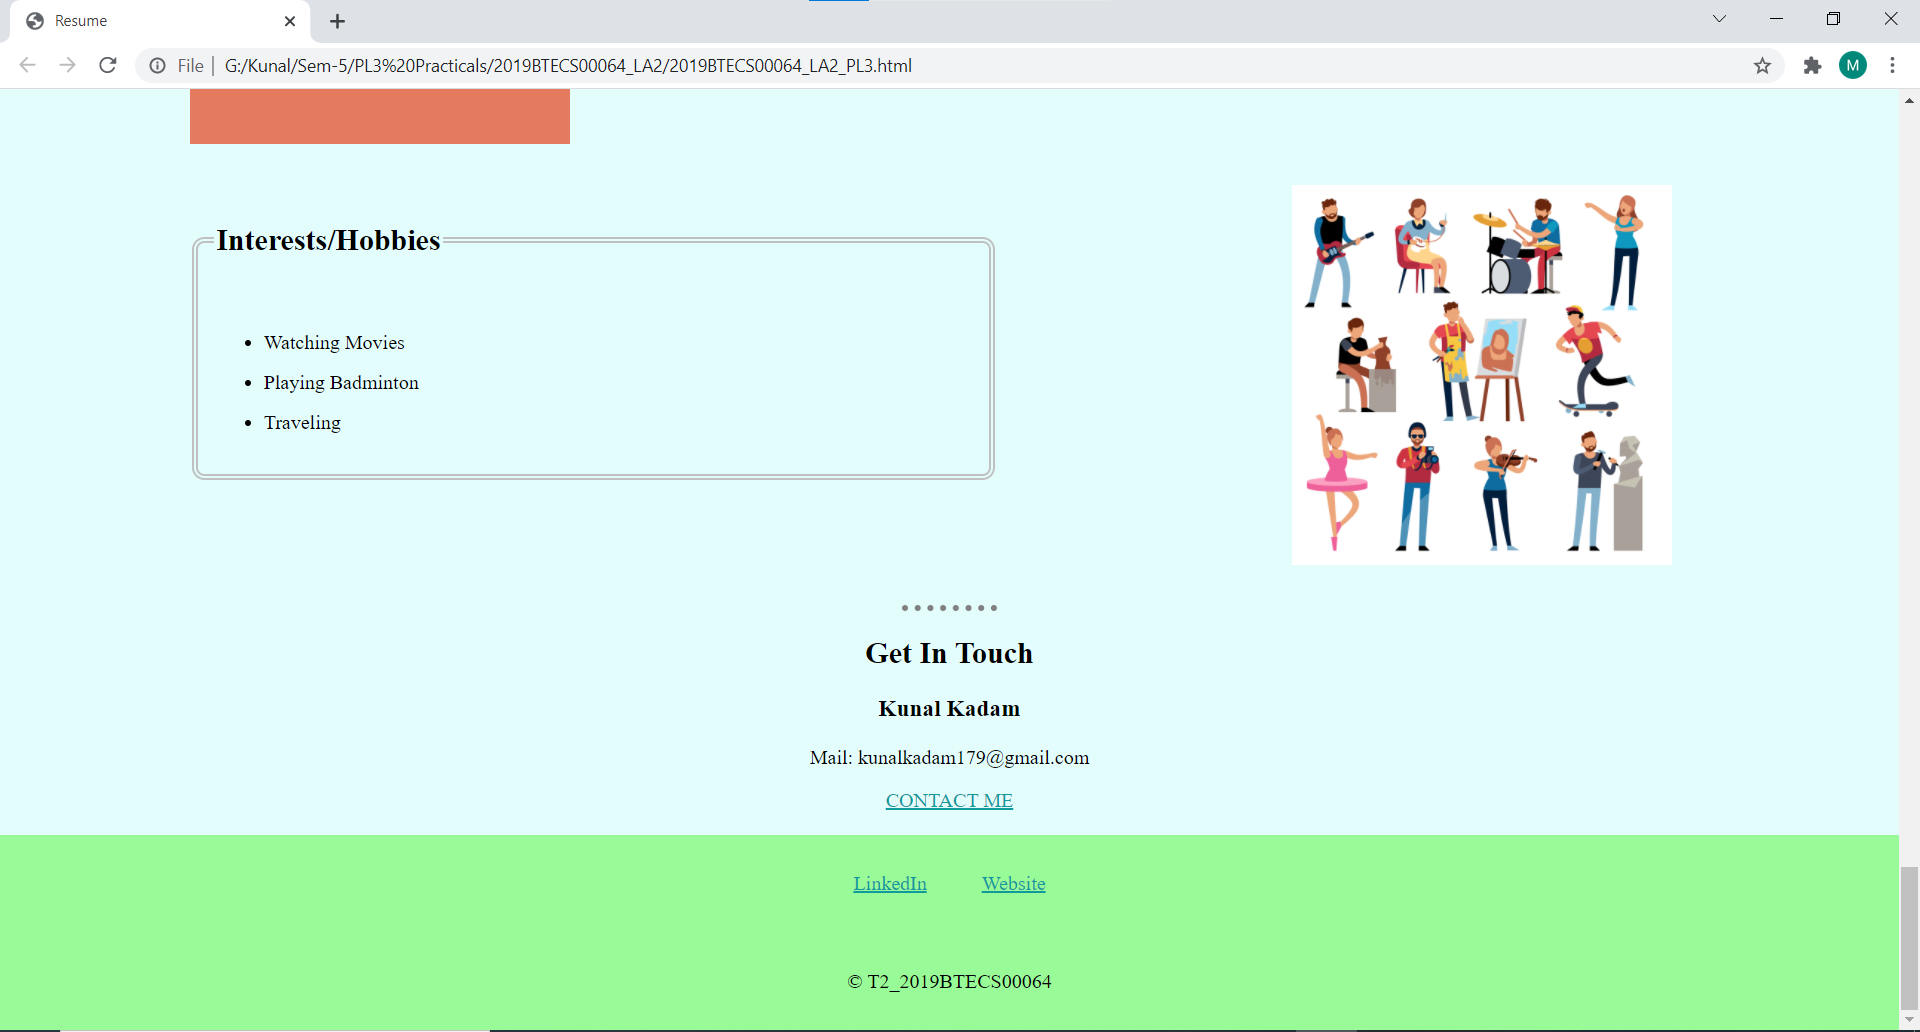 Resume
File | G:/Kunal/Sem-5/PL3%20Practicals/2019BTECS00064_LA2/2019BTECS00064_LA2_PL3.html
M
Interests/Hobbies
• Watching Movies
• Playing Badminton
• Traveling
Get In Touch
Kunal Kadam
Mail: kunalkadam179@gmail.com
CONTACT ME
LinkedIn Website
© T2_2019BTECS00064